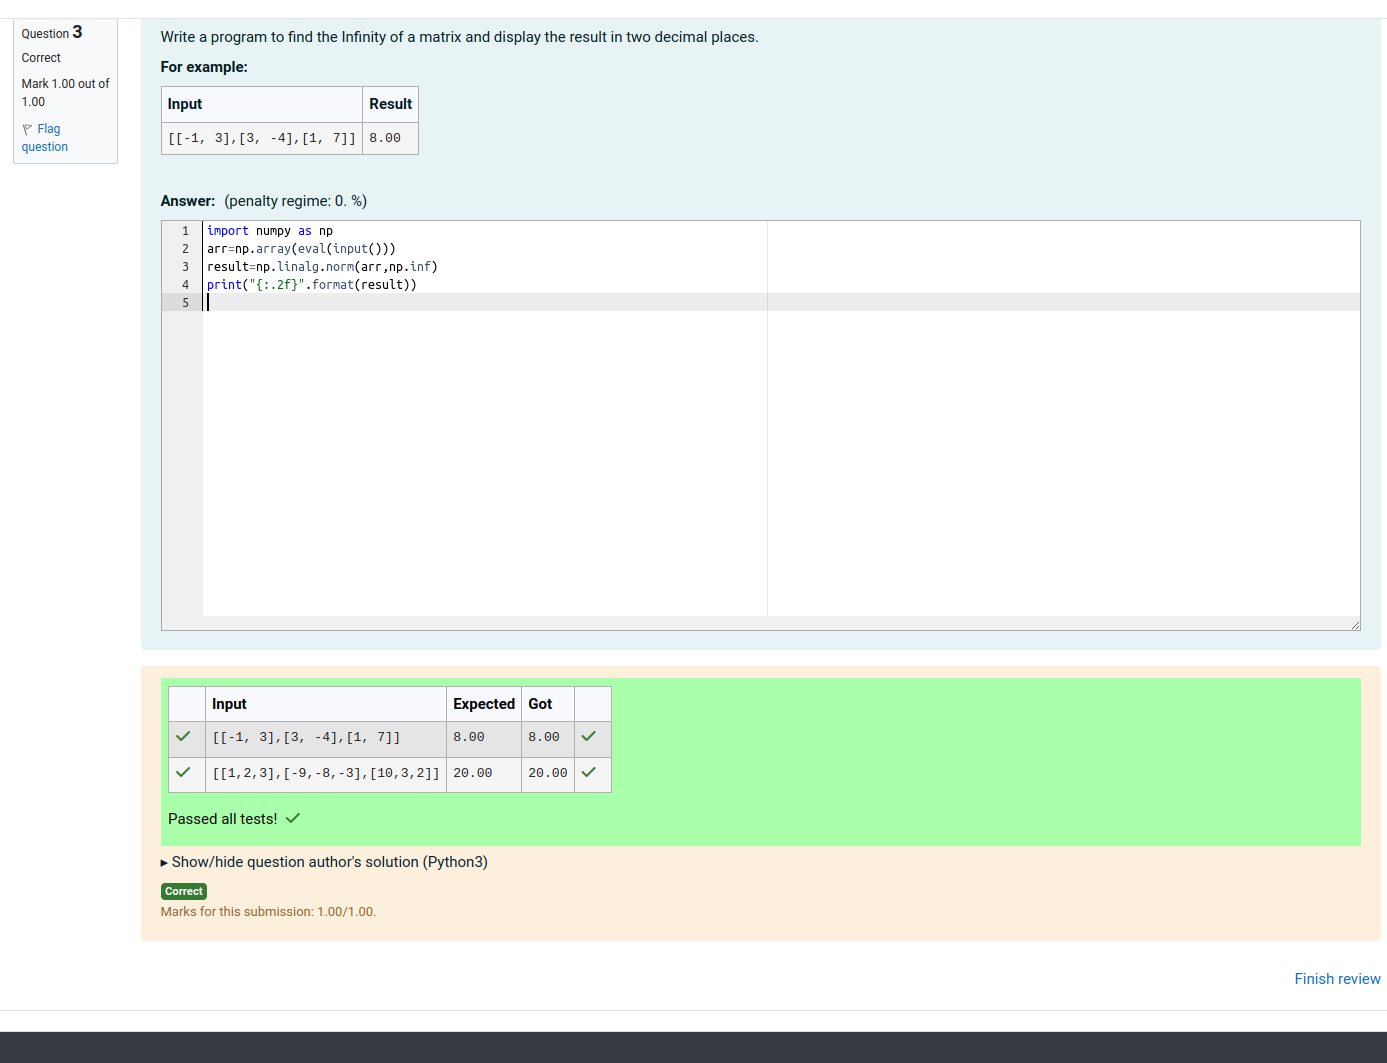 Question 3
Correct
Mark 1.00 out of
1.00
Flag
question
Write a program to find the Infinity of a matrix and display the result in two decimal places.
For example:
Input Result
[[-1, 3],[3, -4],[1, 7]] 8.00
Answer: (penalty regime: 0. %)
1 import numpy as np
2 arr=np.array(eval(input()))
3 result=np.linalg.norm(arr,np.inf)
4 print("{:.2f}".format(result))
5
Input Expected Got
[[-1, 3],[3, -4],[1, 7]] 8.00 8.00
[[1,2,3],[-9,-8,-3],[10,3,2]] 20.00 20.00
Passed all tests!
Show/hide question author's solution (Python3)
Correct
Marks for this submission: 1.00/1.00.
Finish review